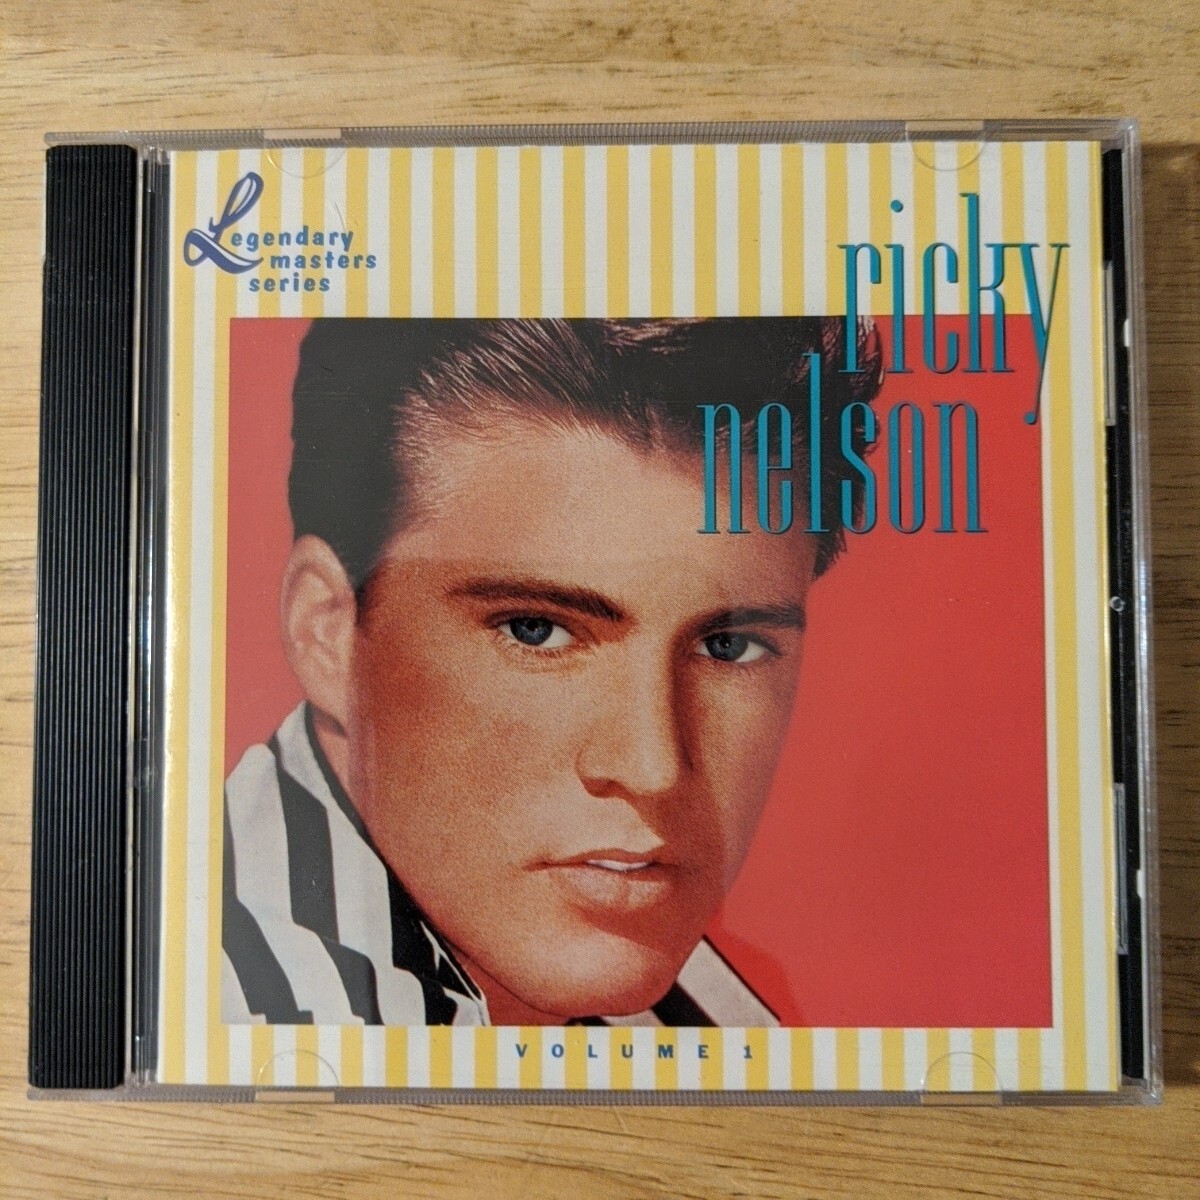 Legendary
masters
series
ricky
nelson
VOLUME 1